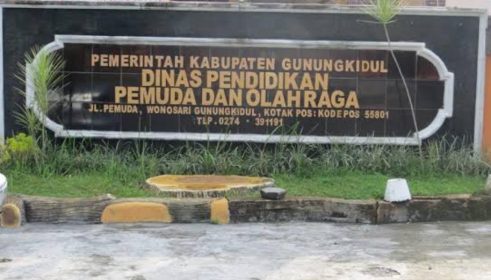 PEMERINTAH KABUPATEN GUNUNGKIDUL
DINAS PENDIDIKAN
PEMUDA DAN OLAHRAGA
JL. PEMUDA, WONOSARI GUNUNGKIDUL, KOTAK POS: KODE POS 55801
TLP. 0274 - 391191